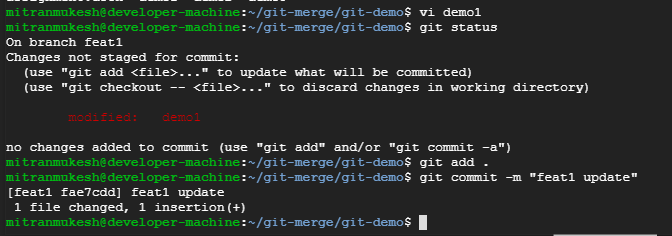 mitranmukesh@developer-machine:~/git-merge/git-demo$ vi demo1
mitranmukesh@developer-machine:~/git-merge/git-demo$ git status
On branch feat1
Changes not staged for commit:
  (use "git add <file>..." to update what will be committed)
  (use "git checkout -- <file>..." to discard changes in working directory)
        modified:   demo1
no changes added to commit (use "git add" and/or "git commit -a")
mitranmukesh@developer-machine:~/git-merge/git-demo$ git add .
mitranmukesh@developer-machine:~/git-merge/git-demo$ git commit -m "feat1 update"
[feat1 fae7cdd] feat1 update
 1 file changed, 1 insertion(+)
mitranmukesh@developer-machine:~/git-merge/git-demo$